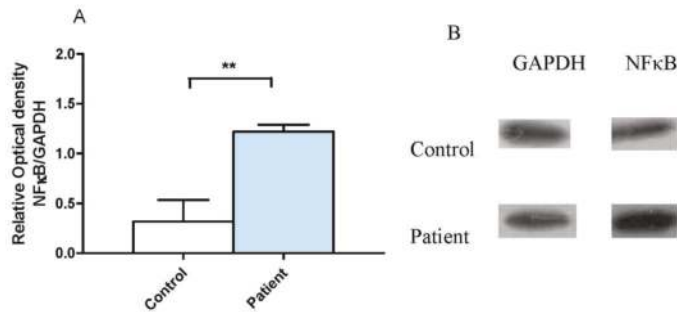 A
Relative Optical density
NFκB/GAPDH
2.0
1.5
1.0
0.5
0.0
**
Control
Patient
B
GAPDH NFκB
Control
Patient